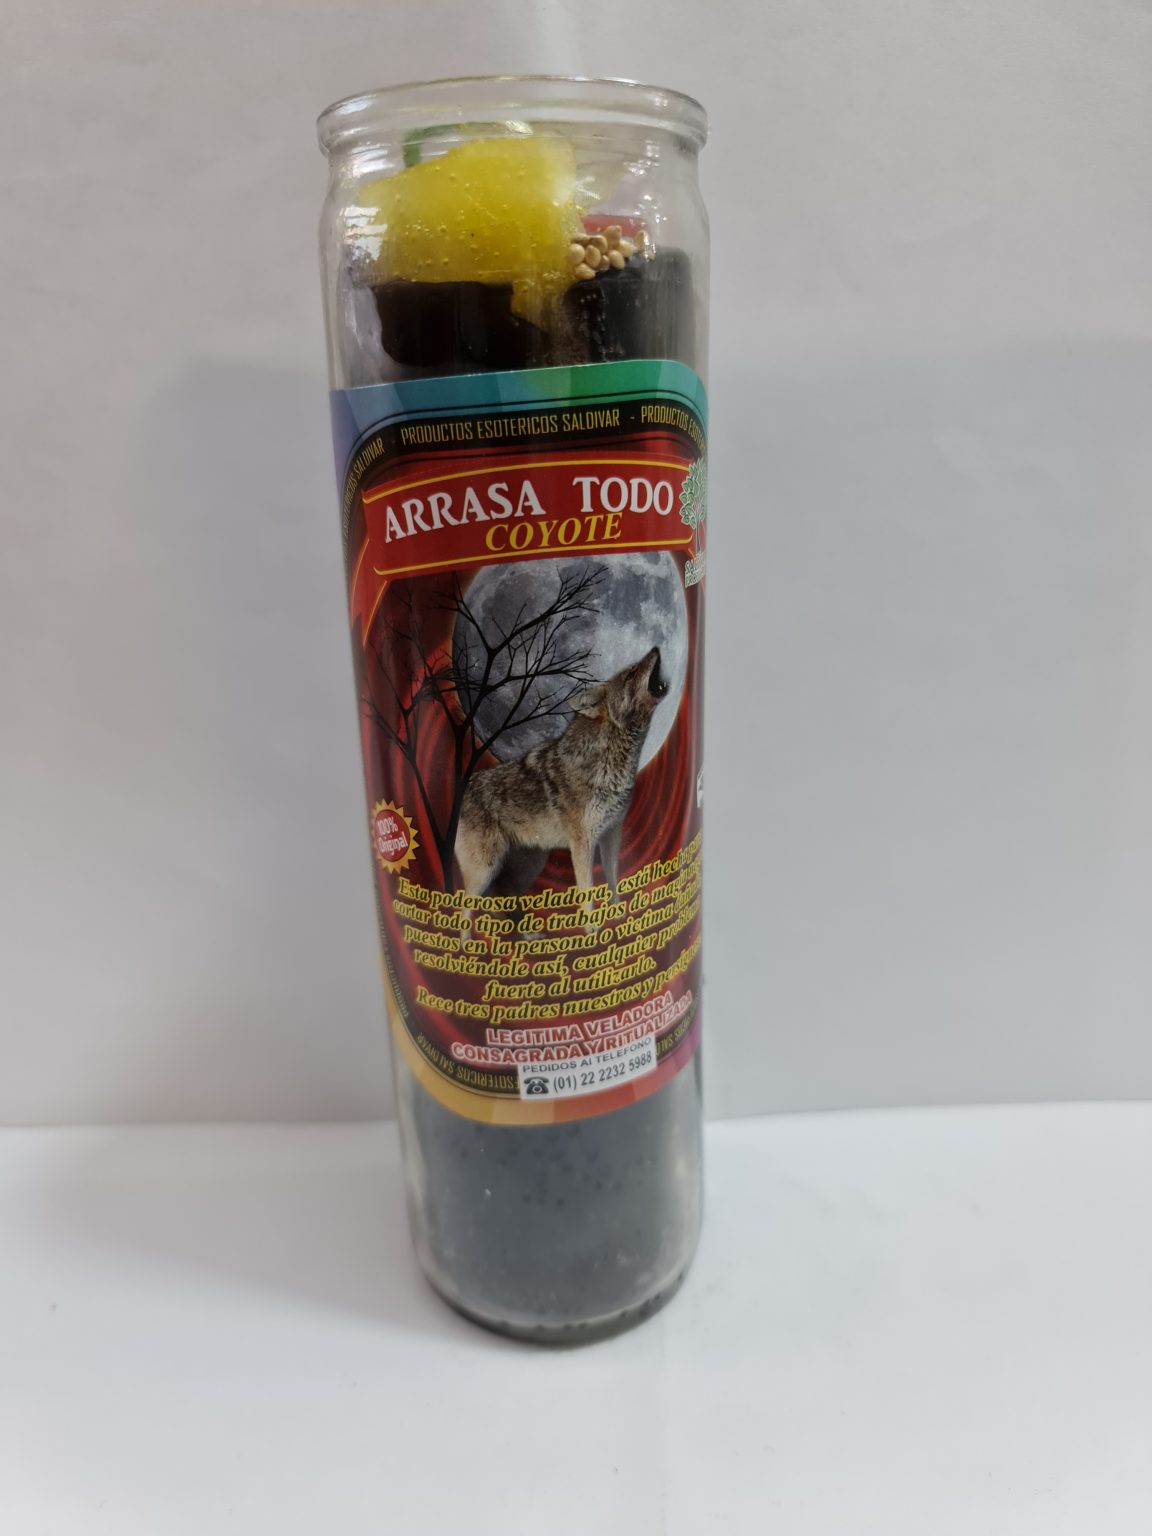 PRODUCTOS ESOTERICOS SALDIVAR - PRODUCTOS
ARRASA TODO
COYOTE
100%
Original
Esta poderosa veladora, está hecha
cortar todo tipo de trabajos de magia
puestos en la persona o victima
resolviéndole así, cualquier
fuerte al utilizarlo.
Rece tres padres nuestros y
LEGITIMA VELADORA
CONSAGRADA Y RITUALIZADA
PEDIDOS Al TELEFONO
(01) 22 2232 5988